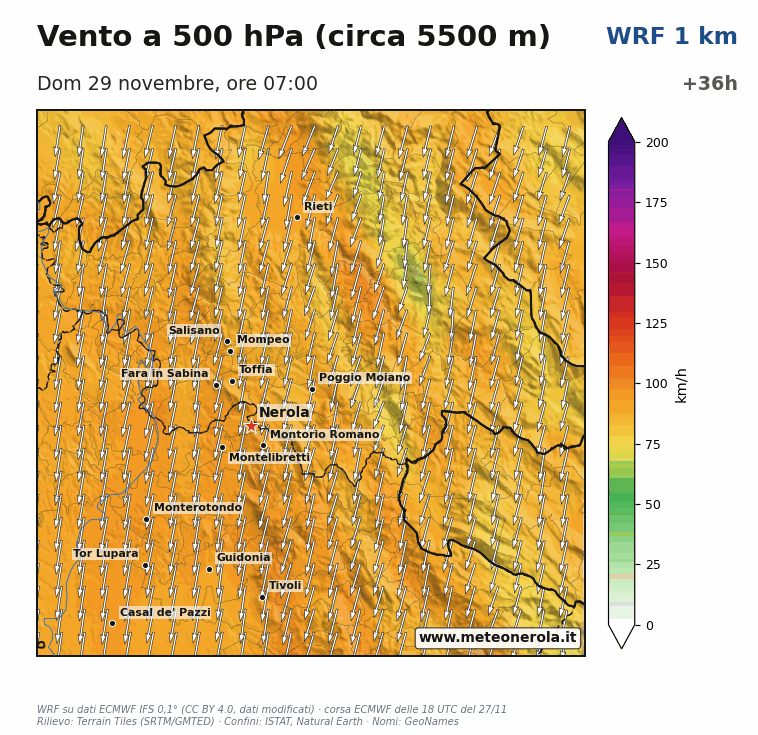 Vento a 500 hPa (circa 5500 m)
WRF 1 km
Dom 29 novembre, ore 07:00
+36h
Rieti
Salisano
Mompeo
Fara in Sabina
Toffia
Poggio Moiano
Nerola
Montorio Romano
Montelibretti
Monterotondo
Tor Lupara
Guidonia
Tivoli
Casal de' Pazzi
www.meteonerola.it
200
175
150
125
100
75
50
25
0
km/h
WRF su dati ECMWF IFS 0,1° (CC BY 4.0, dati modificati) · corsa ECMWF delle 18 UTC del 27/11
Rilievo: Terrain Tiles (SRTM/GMTED) · Confini: ISTAT, Natural Earth · Nomi: GeoNames